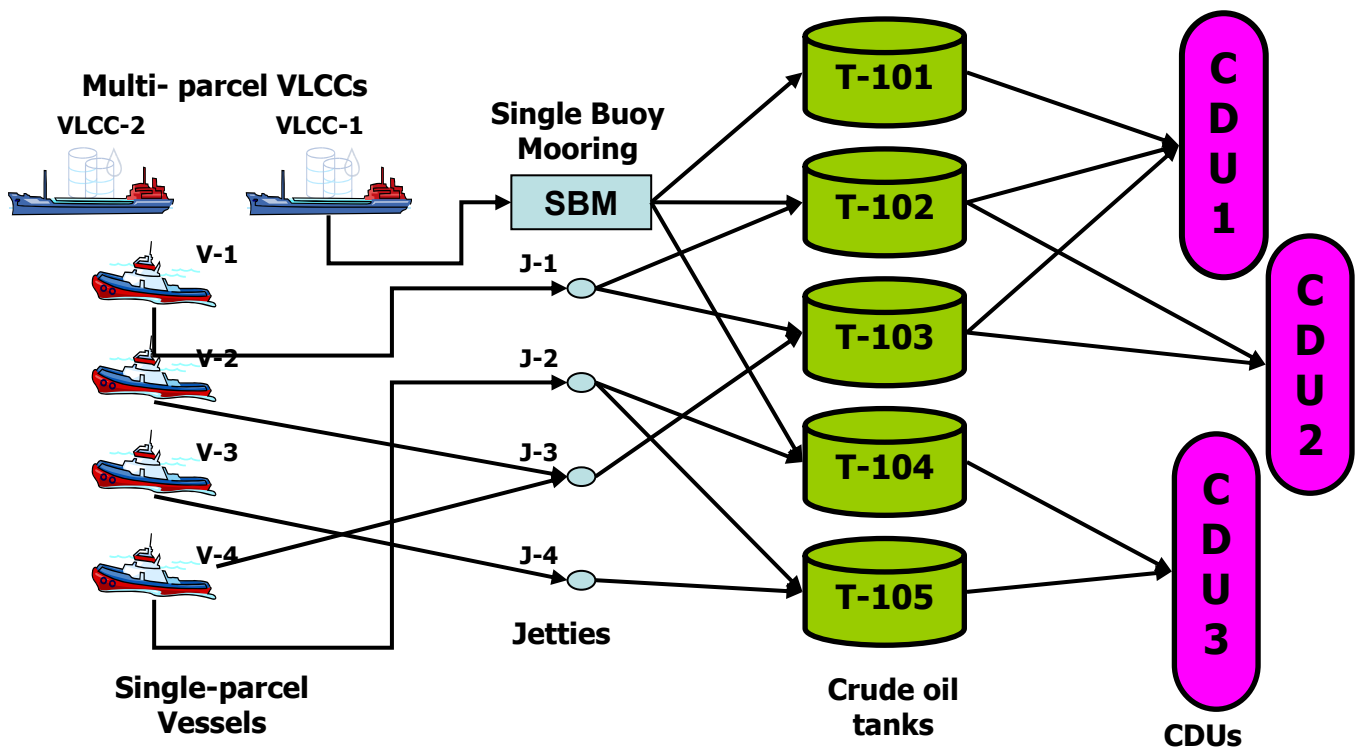 Multi- parcel VLCCs
VLCC-2
VLCC-1
Single Buoy
Mooring
SBM
V-1
V-2
V-3
V-4
J-1
J-2
J-3
J-4
Jetties
Single-parcel
Vessels
T-101
T-102
T-103
T-104
T-105
Crude oil
tanks
C
D
U
1
C
D
U
2
C
D
U
3
CDUs